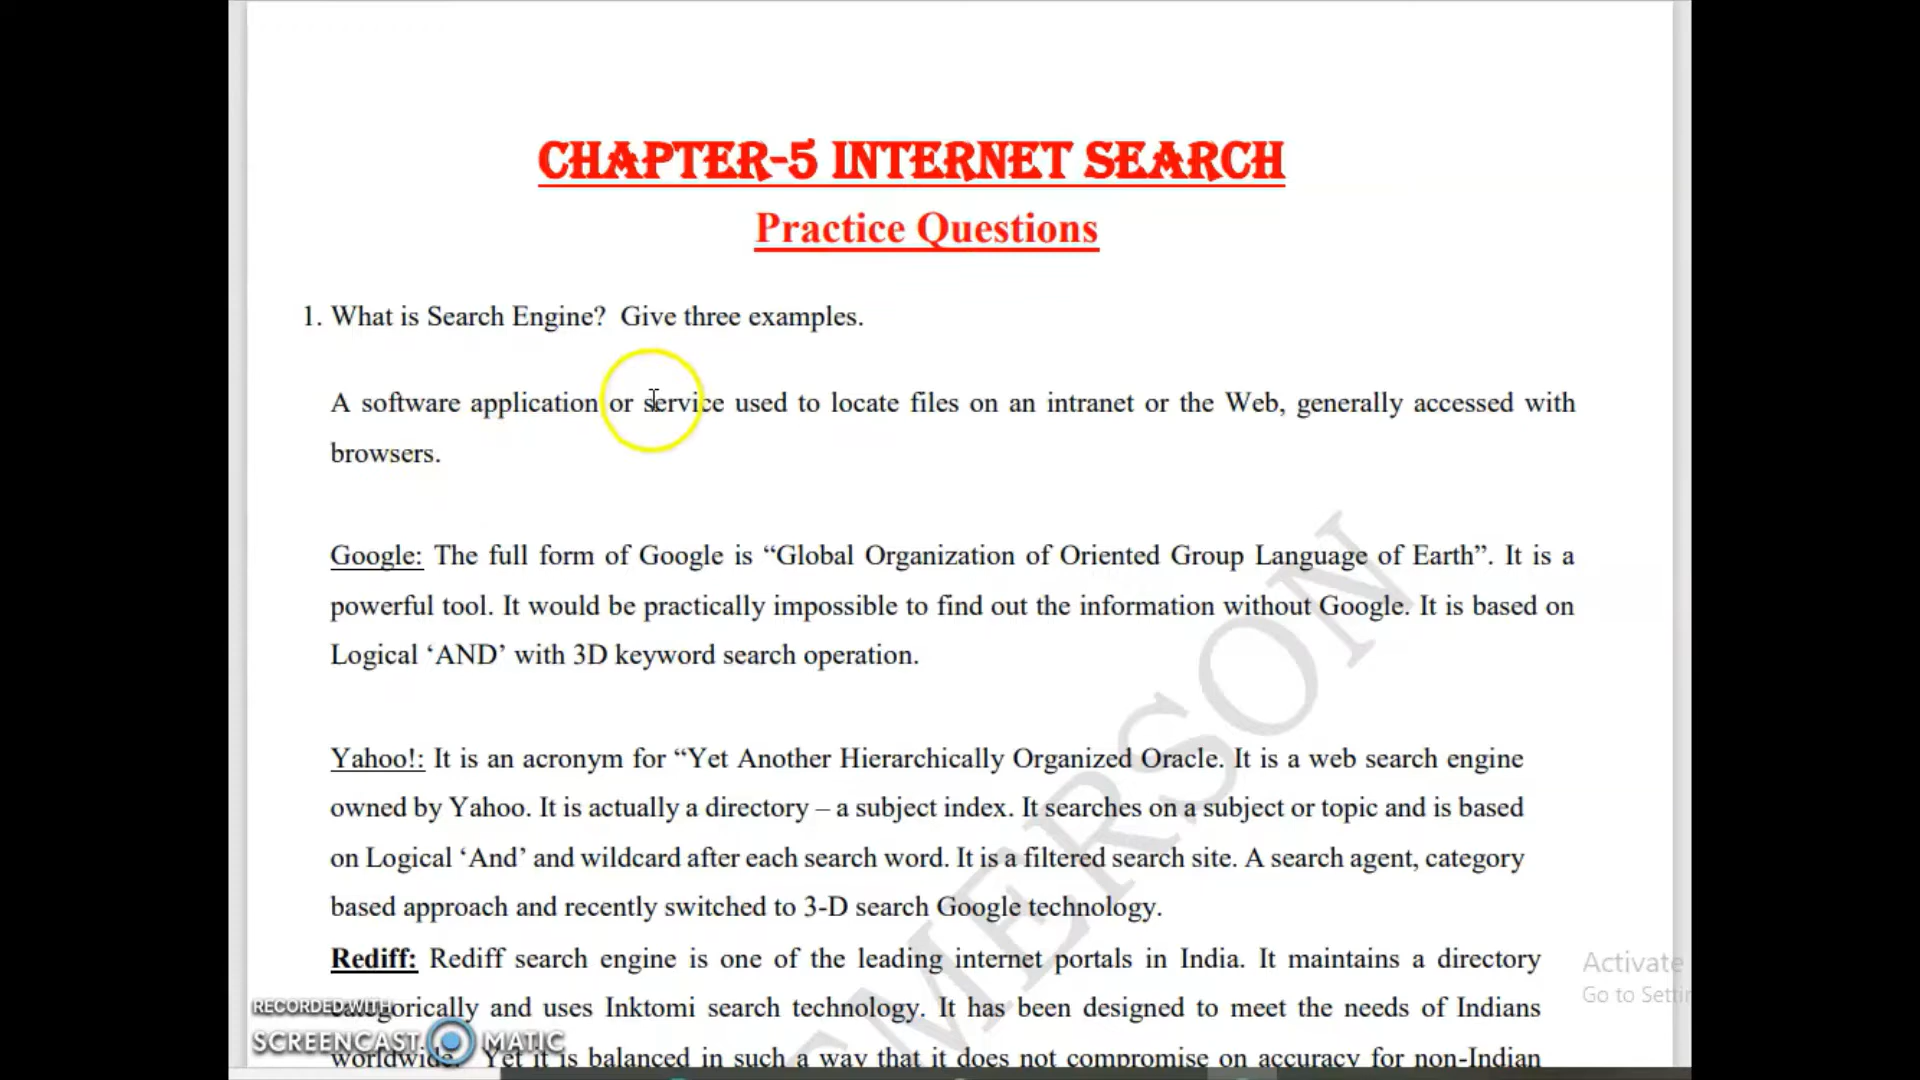 CHAPTER-5 INTERNET SEARCH
Practice Questions
1. What is Search Engine?  Give three examples.
A software application or service used to locate files on an intranet or the Web, generally accessed with
browsers.
Google: The full form of Google is “Global Organization of Oriented Group Language of Earth”. It is a
powerful tool. It would be practically impossible to find out the information without Google. It is based on
Logical ‘AND’ with 3D keyword search operation.
Yahoo!: It is an acronym for “Yet Another Hierarchically Organized Oracle. It is a web search engine
owned by Yahoo. It is actually a directory – a subject index. It searches on a subject or topic and is based
on Logical ‘And’ and wildcard after each search word. It is a filtered search site. A search agent, category
based approach and recently switched to 3-D search Google technology.
Rediff: Rediff search engine is one of the leading internet portals in India. It maintains a directory
categorically and uses Inktomi search technology. It has been designed to meet the needs of Indians
worldwide. Yet it is balanced in such a way that it does not compromise on accuracy for non-Indian
EMERSON
Activate
Go to Setti
RECORDED WITH
SCREENCAST MATIC